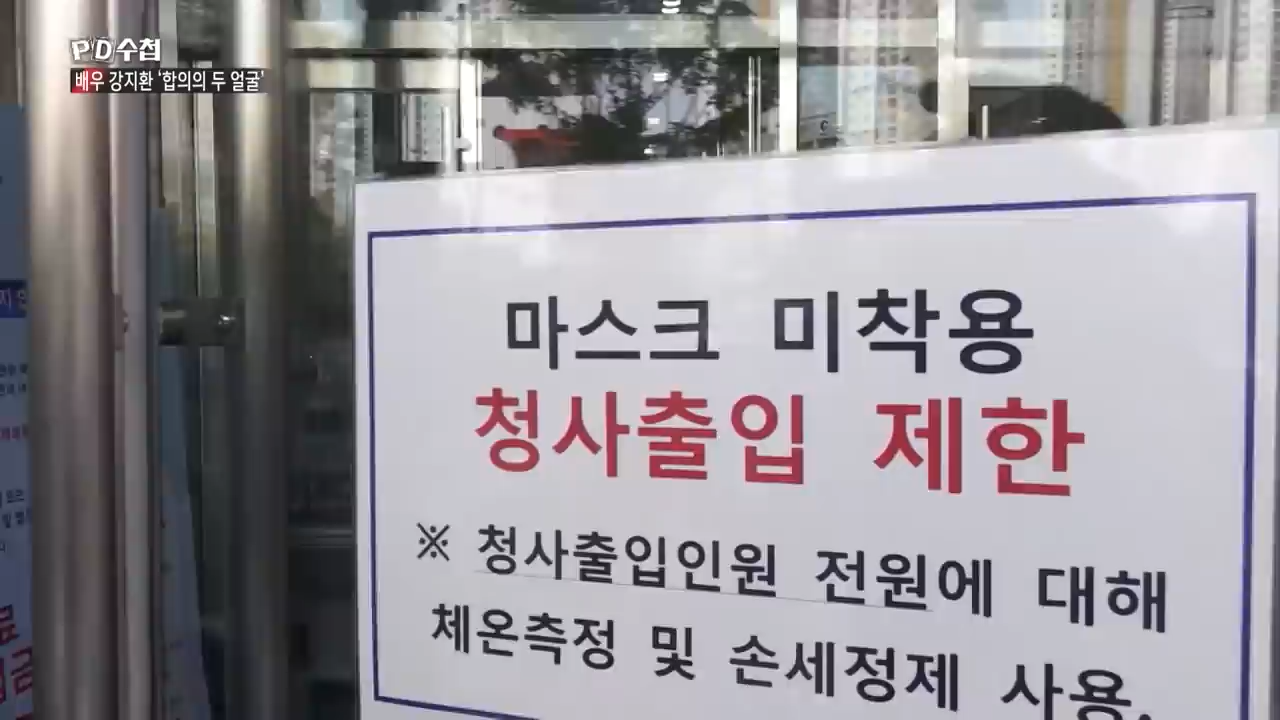 PD수첩
배우 강지환 '합의의 두 얼굴'
마스크 미착용
청사출입 제한
※ 청사출입인원 전원에 대해
체온측정 및 손세정제 사용.